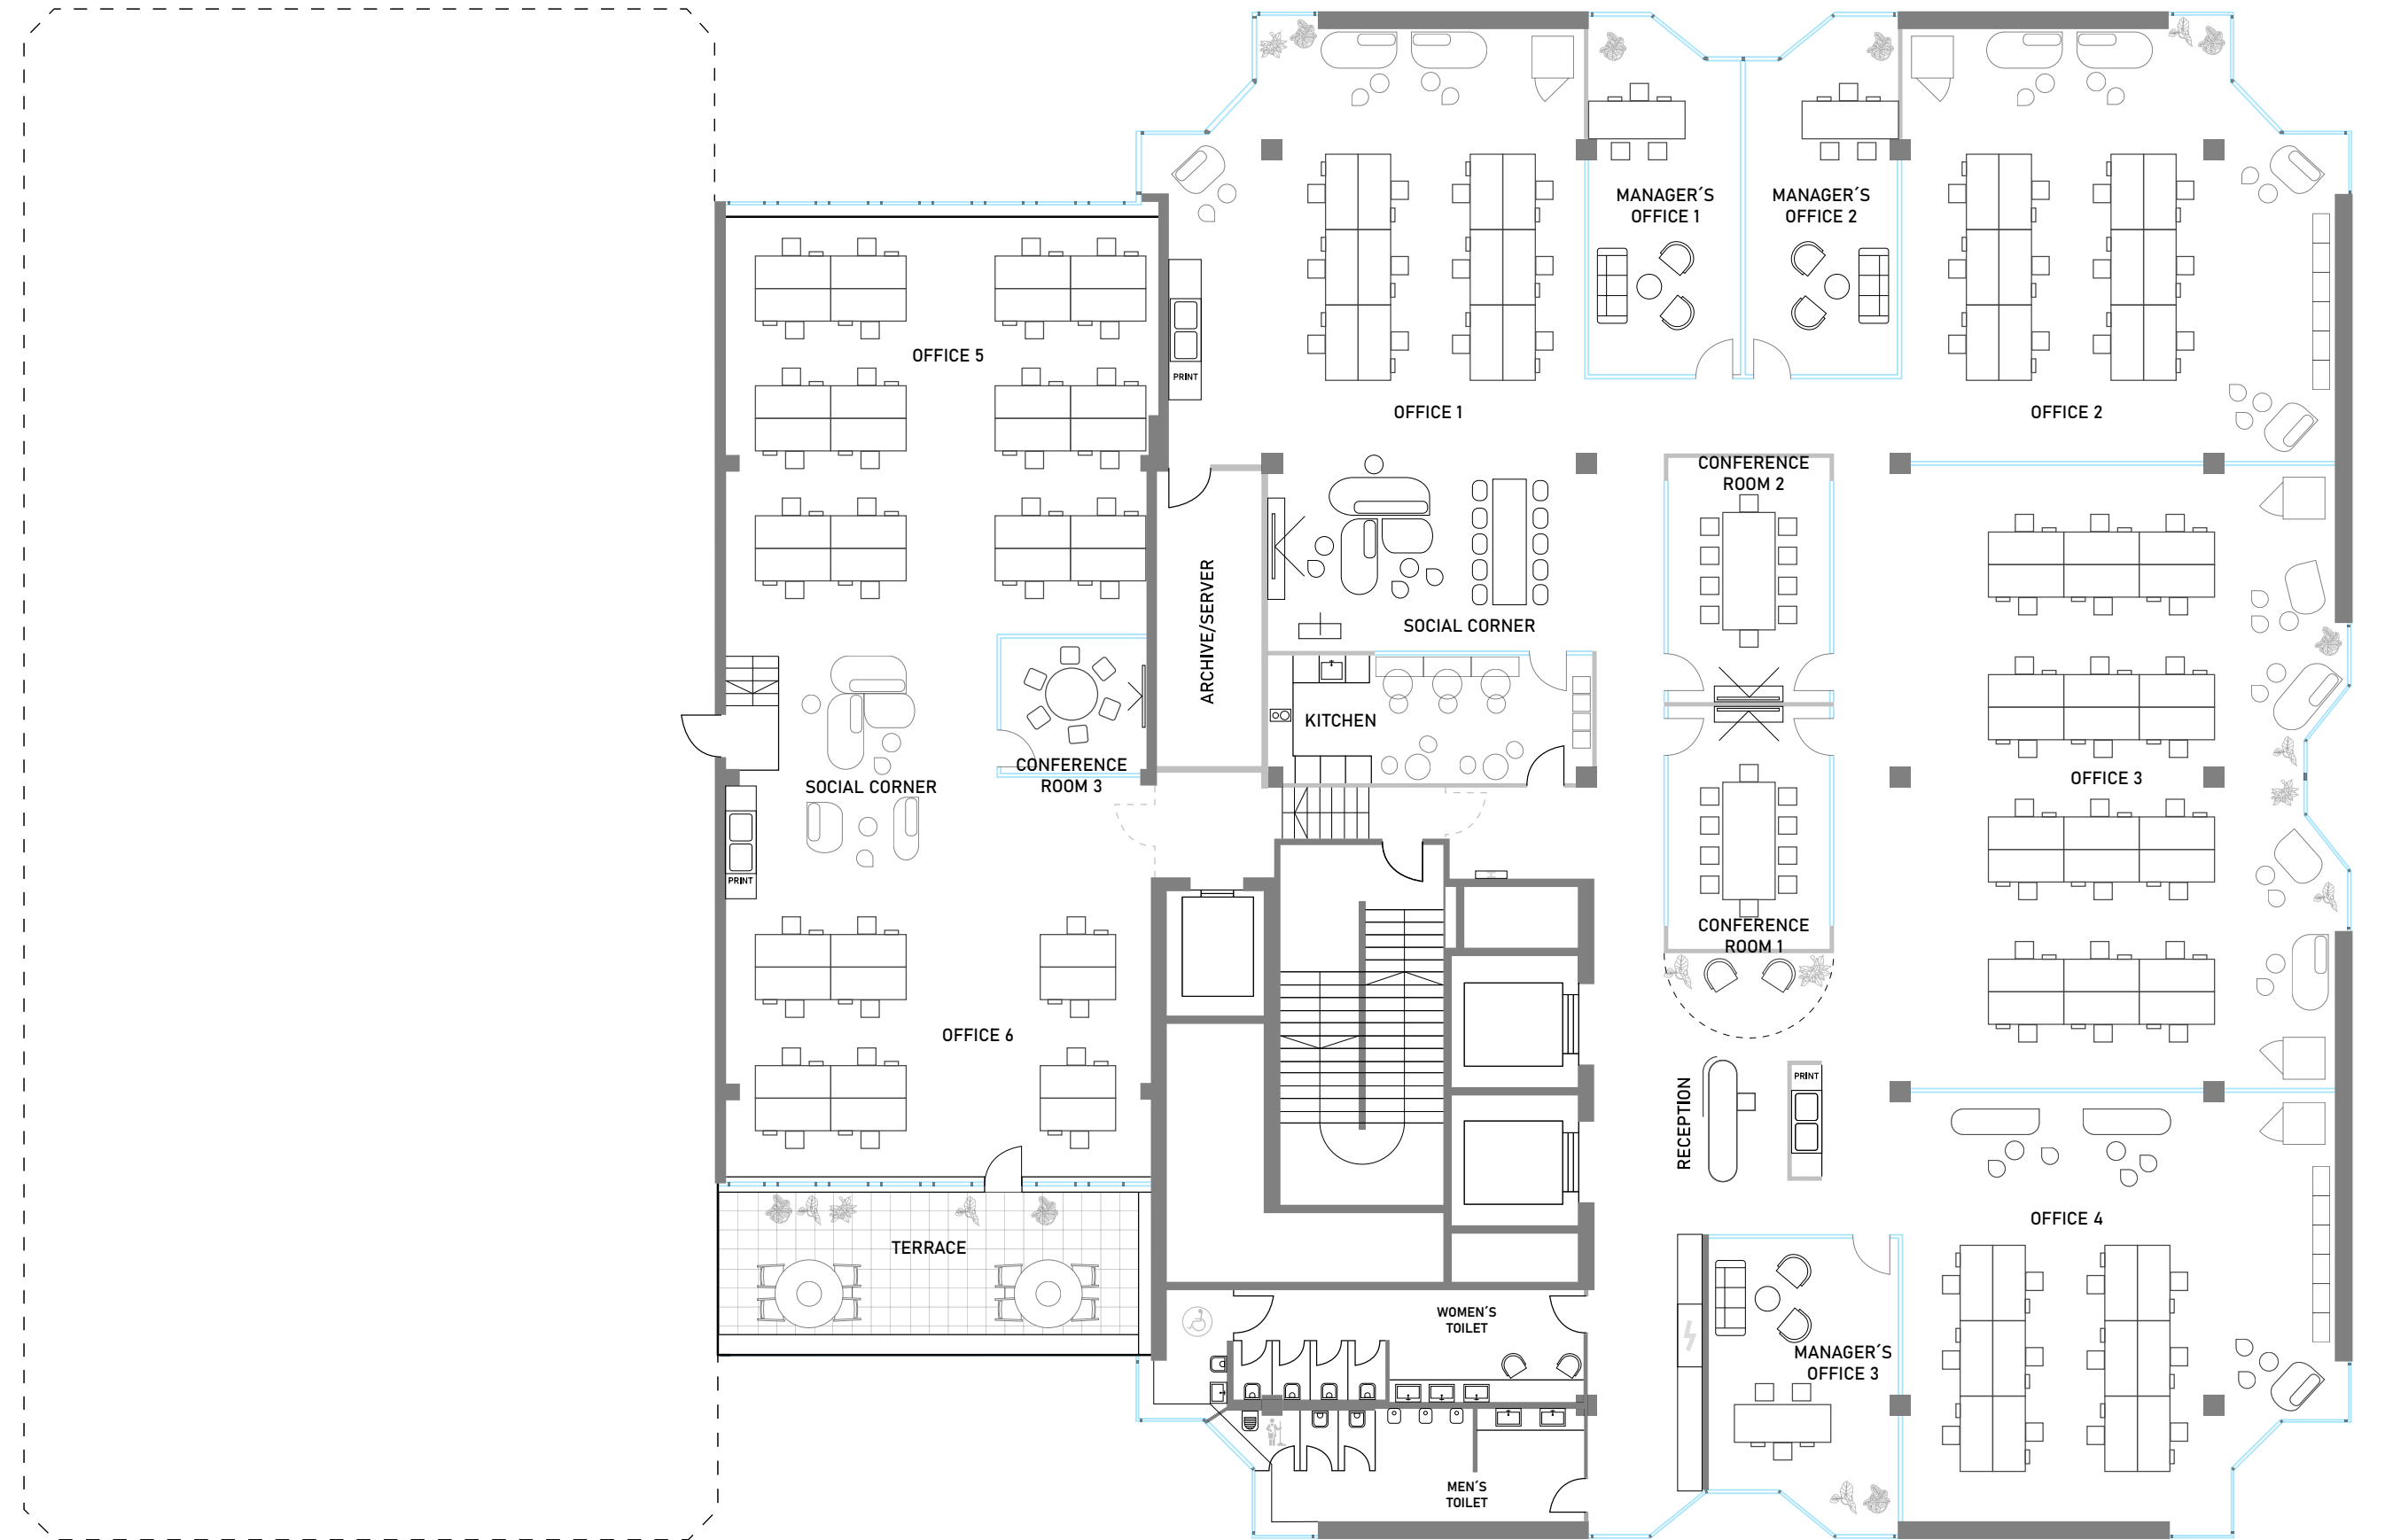 MANAGER´S
OFFICE 1
MANAGER´S
OFFICE 2
OFFICE 5
PRINT
OFFICE 1
OFFICE 2
CONFERENCE
ROOM 2
ARCHIVE/SERVER
SOCIAL CORNER
KITCHEN
CONFERENCE
ROOM 3
SOCIAL CORNER
OFFICE 3
PRINT
CONFERENCE
ROOM 1
OFFICE 6
RECEPTION
PRINT
OFFICE 4
TERRACE
WOMEN´S
TOILET
MANAGER´S
OFFICE 3
MEN´S
TOILET